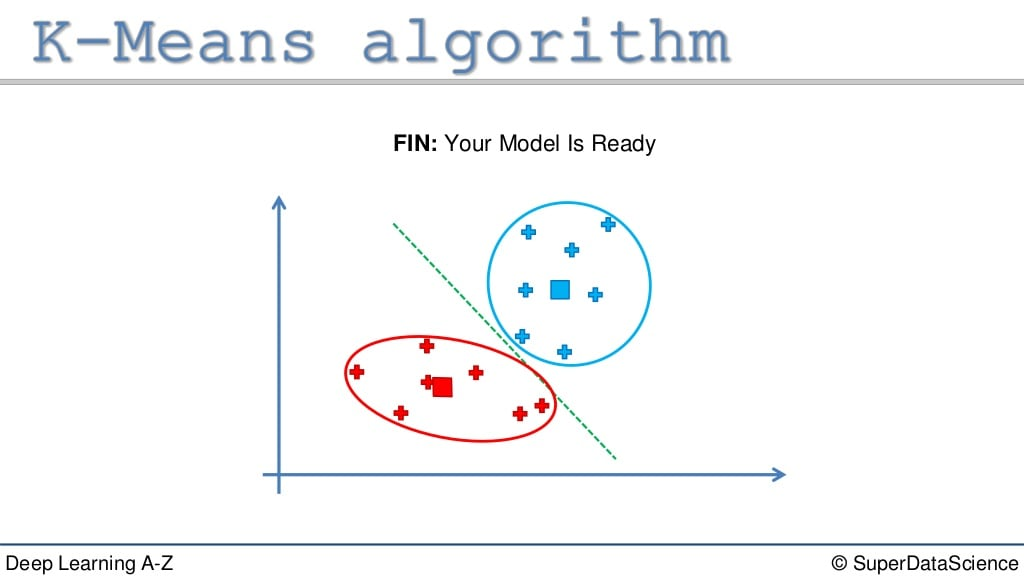 K-Means algorithm
FIN: Your Model Is Ready
Deep Learning A-Z
© SuperDataScience